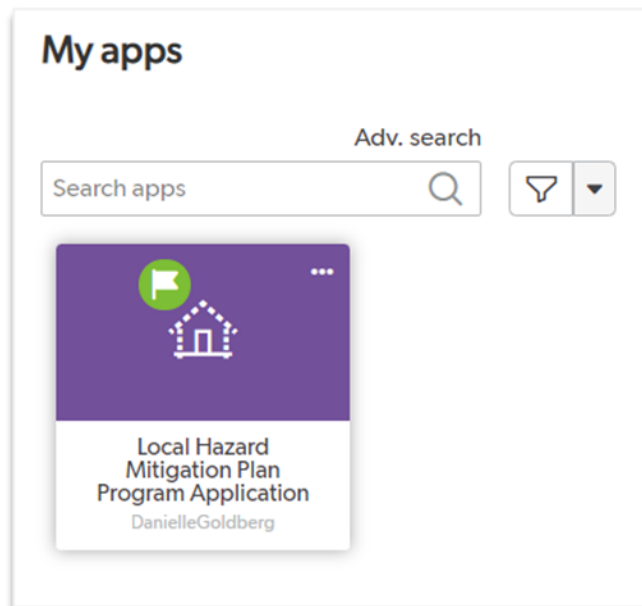 My apps
Adv. search
Search apps
Local Hazard
Mitigation Plan
Program Application
DanielleGoldberg